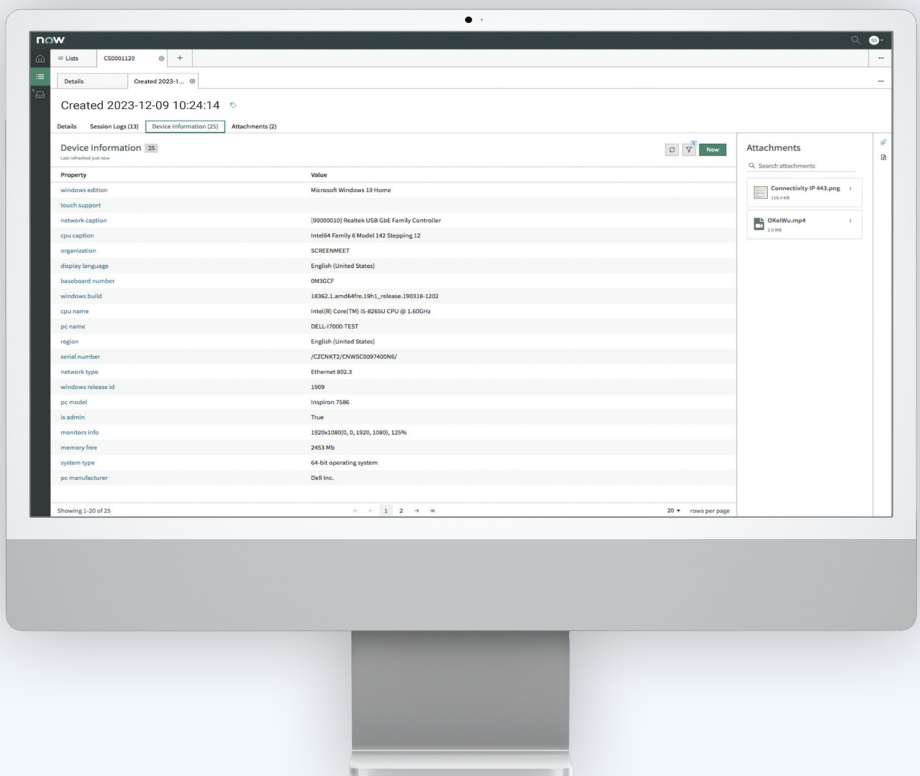 now
Lists
CS0001120
Details
Created 2023-1...
Created 2023-12-09 10:24:14
Details
Session Logs (13)
Device Information (25)
Attachments (2)
Device Information 25
Last refreshed just now
New
Property Value
windows edition Microsoft Windows 10 Home
touch support
network caption [00000010] Realtek USB GbE Family Controller
cpu caption Intel64 Family 6 Model 142 Stepping 12
organization SCREENMEET
display language English (United States)
baseboard number 0M3GCF
windows build 18362.1.amd64fre.19h1_release.190318-1202
cpu name Intel(R) Core(TM) i5-8265U CPU @ 1.60GHz
pc name DELL-I7000-TEST
region English (United States)
serial number /CZCNKT2/CNWSC0097400N6/
network type Ethernet 802.3
windows release id 1909
pc model Inspiron 7586
is admin True
monitors info 1920x1080(0, 0, 1920, 1080), 125%
memory free 2453 Mb
system type 64-bit operating system
pc manufacturer Dell Inc.
Showing 1-20 of 25
1 2
20 rows per page
Attachments
Search attachments
Connectivity IP 443.png
OKeiWu.mp4